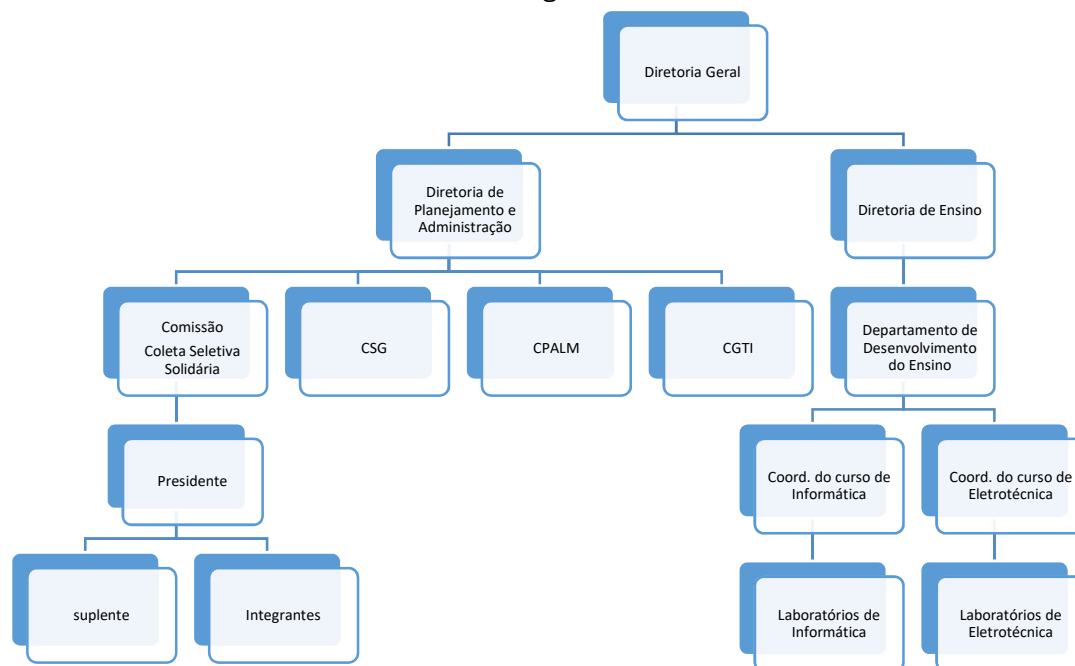 Diretoria Geral
Diretoria de
Planejamento e
Administração
Diretoria de Ensino
Comissão
Coleta Seletiva
Solidária
CSG
CPALM
CGTI
Departamento de
Desenvolvimento
do Ensino
Presidente
Coord. do curso de
Informática
Coord. do curso de
Eletrotécnica
suplente
Integrantes
Laboratórios de
Informática
Laboratórios de
Eletrotécnica